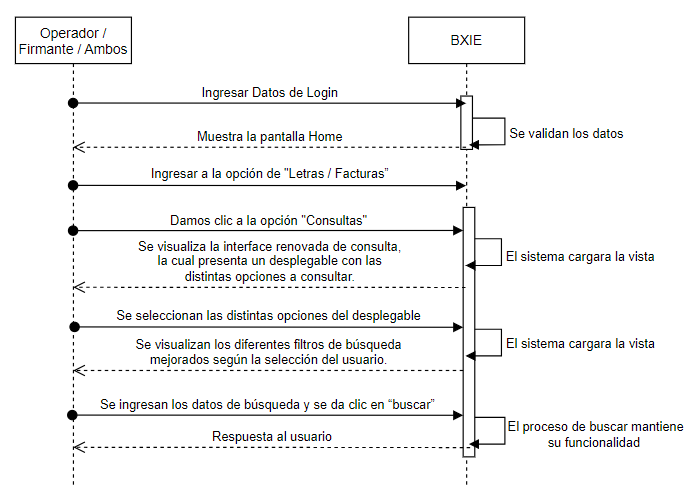 Operador /
Firmante / Ambos
BXIE
Ingresar Datos de Login
Se validan los datos
Muestra la pantalla Home
Ingresar a la opción de "Letras / Facturas”
Damos clic a la opción "Consultas"
Se visualiza la interface renovada de consulta,
la cual presenta un desplegable con las
distintas opciones a consultar.
El sistema cargara la vista
Se seleccionan las distintas opciones del desplegable
Se visualizan los diferentes filtros de búsqueda
mejorados según la selección del usuario.
El sistema cargara la vista
Se ingresan los datos de búsqueda y se da clic en “buscar”
El proceso de buscar mantiene
su funcionalidad
Respuesta al usuario